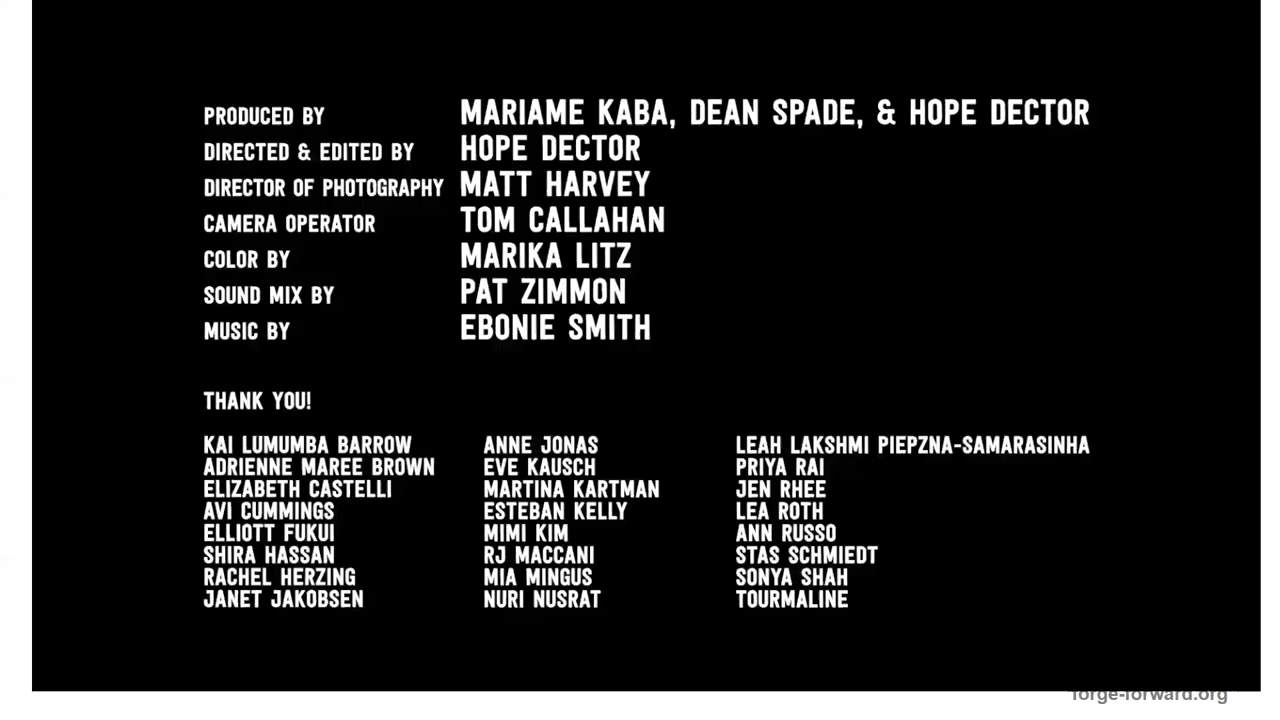 PRODUCED BY MARIAME KABA, DEAN SPADE, & HOPE DECTOR
DIRECTED & EDITED BY HOPE DECTOR
DIRECTOR OF PHOTOGRAPHY MATT HARVEY
CAMERA OPERATOR TOM CALLAHAN
COLOR BY MARIKA LITZ
SOUND MIX BY PAT ZIMMON
MUSIC BY EBONIE SMITH
THANK YOU!
KAI LUMUMBA BARROW
ADRIENNE MAREE BROWN
ELIZABETH CASTELLI
AVI CUMMINGS
ELLIOTT FUKUI
SHIRA HASSAN
RACHEL HERZING
JANET JAKOBSEN
ANNE JONAS
EVE KAUSCH
MARTINA KARTMAN
ESTEBAN KELLY
MIMI KIM
RJ MACCANI
MIA MINGUS
NURI NUSRAT
LEAH LAKSHMI PIEPZNA-SAMARASINHA
PRIYA RAI
JEN RHEE
LEA ROTH
ANN RUSSO
STAS SCHMIEDT
SONYA SHAH
TOURMALINE
forge-forward.org